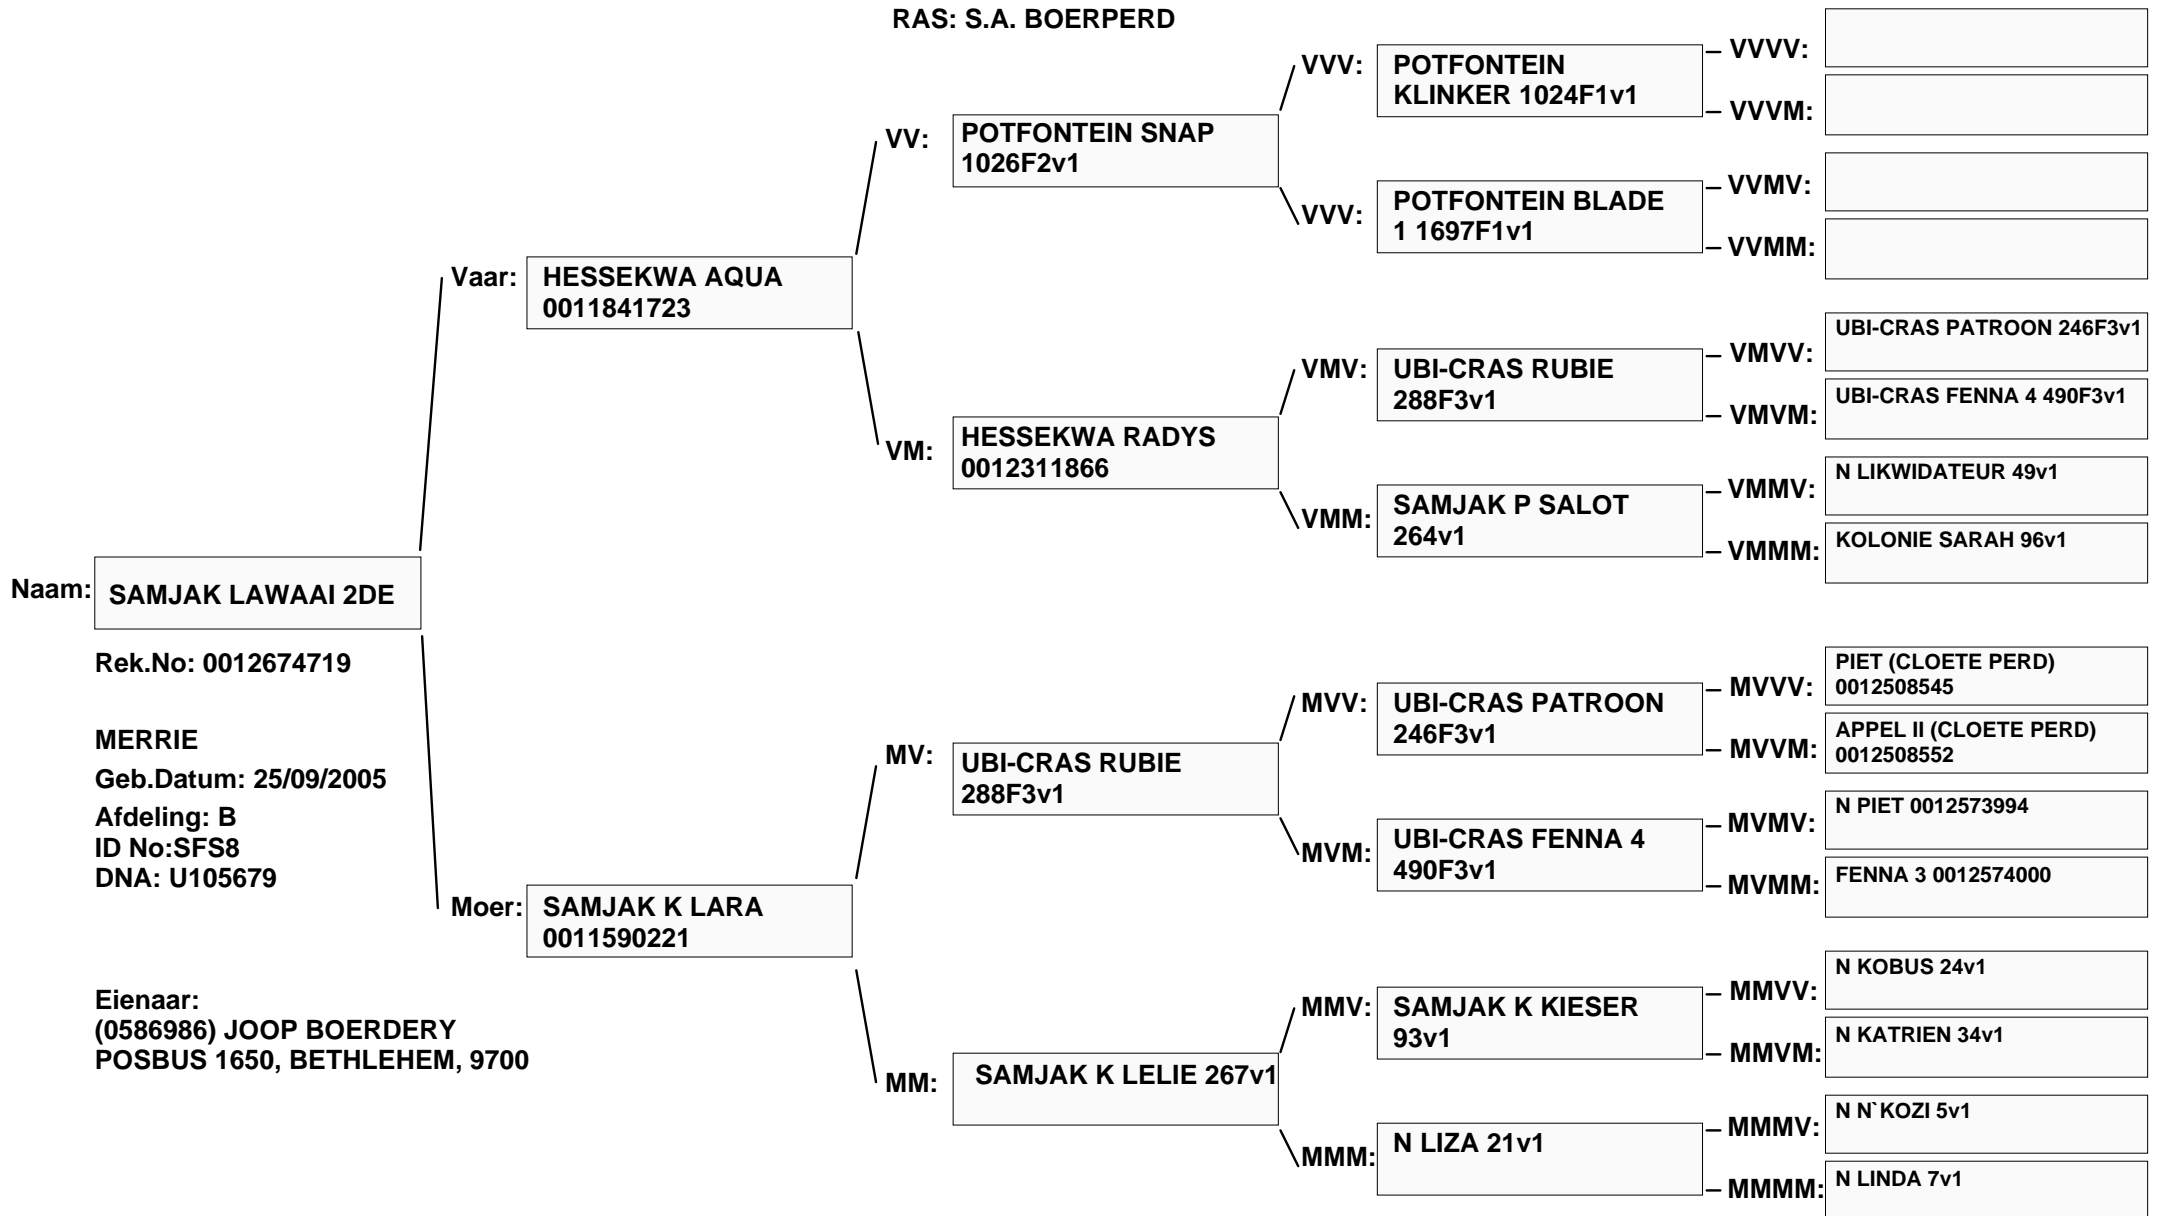 RAS: S.A. BOERPERD
Naam: SAMJAK LAWAAI 2DE
Rek.No: 0012674719
MERRIE
Geb.Datum: 25/09/2005
Afdeling: B
ID No:SFS8
DNA: U105679
Eienaar:
(0586986) JOOP BOERDERY
POSBUS 1650, BETHLEHEM, 9700
Vaar: HESSEKWA AQUA
0011841723
Moer: SAMJAK K LARA
0011590221
VV: POTFONTEIN SNAP
1026F2v1
VM: HESSEKWA RADYS
0012311866
MV: UBI-CRAS RUBIE
288F3v1
MM: SAMJAK K LELIE 267v1
VVV: POTFONTEIN
KLINKER 1024F1v1
VVV: POTFONTEIN BLADE
1 1697F1v1
VMV: UBI-CRAS RUBIE
288F3v1
VMM: SAMJAK P SALOT
264v1
MVV: UBI-CRAS PATROON
246F3v1
MVM: UBI-CRAS FENNA 4
490F3v1
MMV: SAMJAK K KIESER
93v1
MMM: N LIZA 21v1
VVVV:
VVVM:
VVMV:
VVMM:
VMVV: UBI-CRAS PATROON 246F3v1
VMVM: UBI-CRAS FENNA 4 490F3v1
VMMV: N LIKWIDATEUR 49v1
VMMM: KOLONIE SARAH 96v1
MVVV: PIET (CLOETE PERD)
0012508545
MVVM: APPEL II (CLOETE PERD)
0012508552
MVMV: N PIET 0012573994
MVMM: FENNA 3 0012574000
MMVV: N KOBUS 24v1
MMVM: N KATRIEN 34v1
MMMV: N N`KOZI 5v1
MMMM: N LINDA 7v1